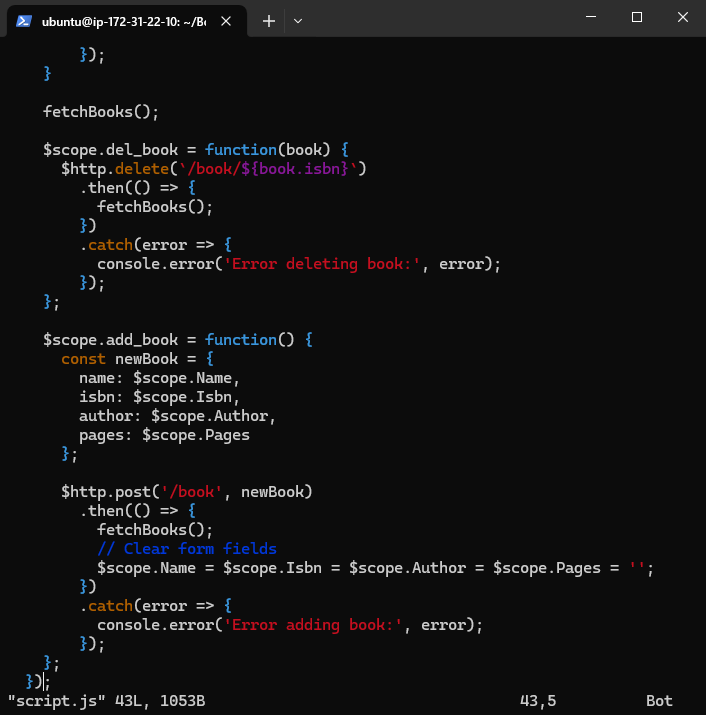 ubuntu@ip-172-31-22-10: ~/Bo
      });
    }

    fetchBooks();

    $scope.del_book = function(book) {
      $http.delete(`/book/${book.isbn}`)
        .then(() => {
          fetchBooks();
        })
        .catch(error => {
          console.error('Error deleting book:', error);
        });
    };

    $scope.add_book = function() {
      const newBook = {
        name: $scope.Name,
        isbn: $scope.Isbn,
        author: $scope.Author,
        pages: $scope.Pages
      };

      $http.post('/book', newBook)
        .then(() => {
          fetchBooks();
          // Clear form fields
          $scope.Name = $scope.Isbn = $scope.Author = $scope.Pages = '';
        })
        .catch(error => {
          console.error('Error adding book:', error);
        });
    };
  });
"script.js" 43L, 1053B 43,5 Bot